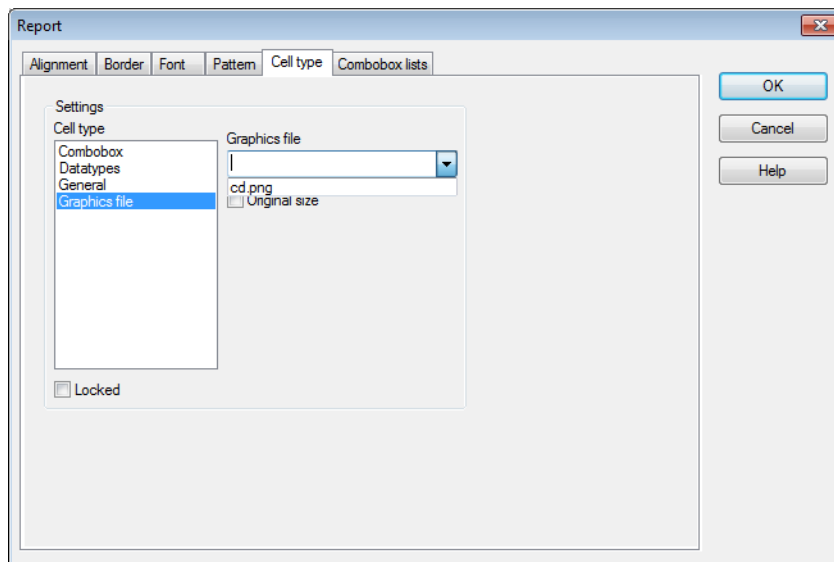 Report
Alignment Border Font Pattern Cell type Combobox lists
OK
Cancel
Help
Settings
Cell type
Combobox
Datatypes
General
Graphics file
Graphics file
cd.png
Original size
Locked